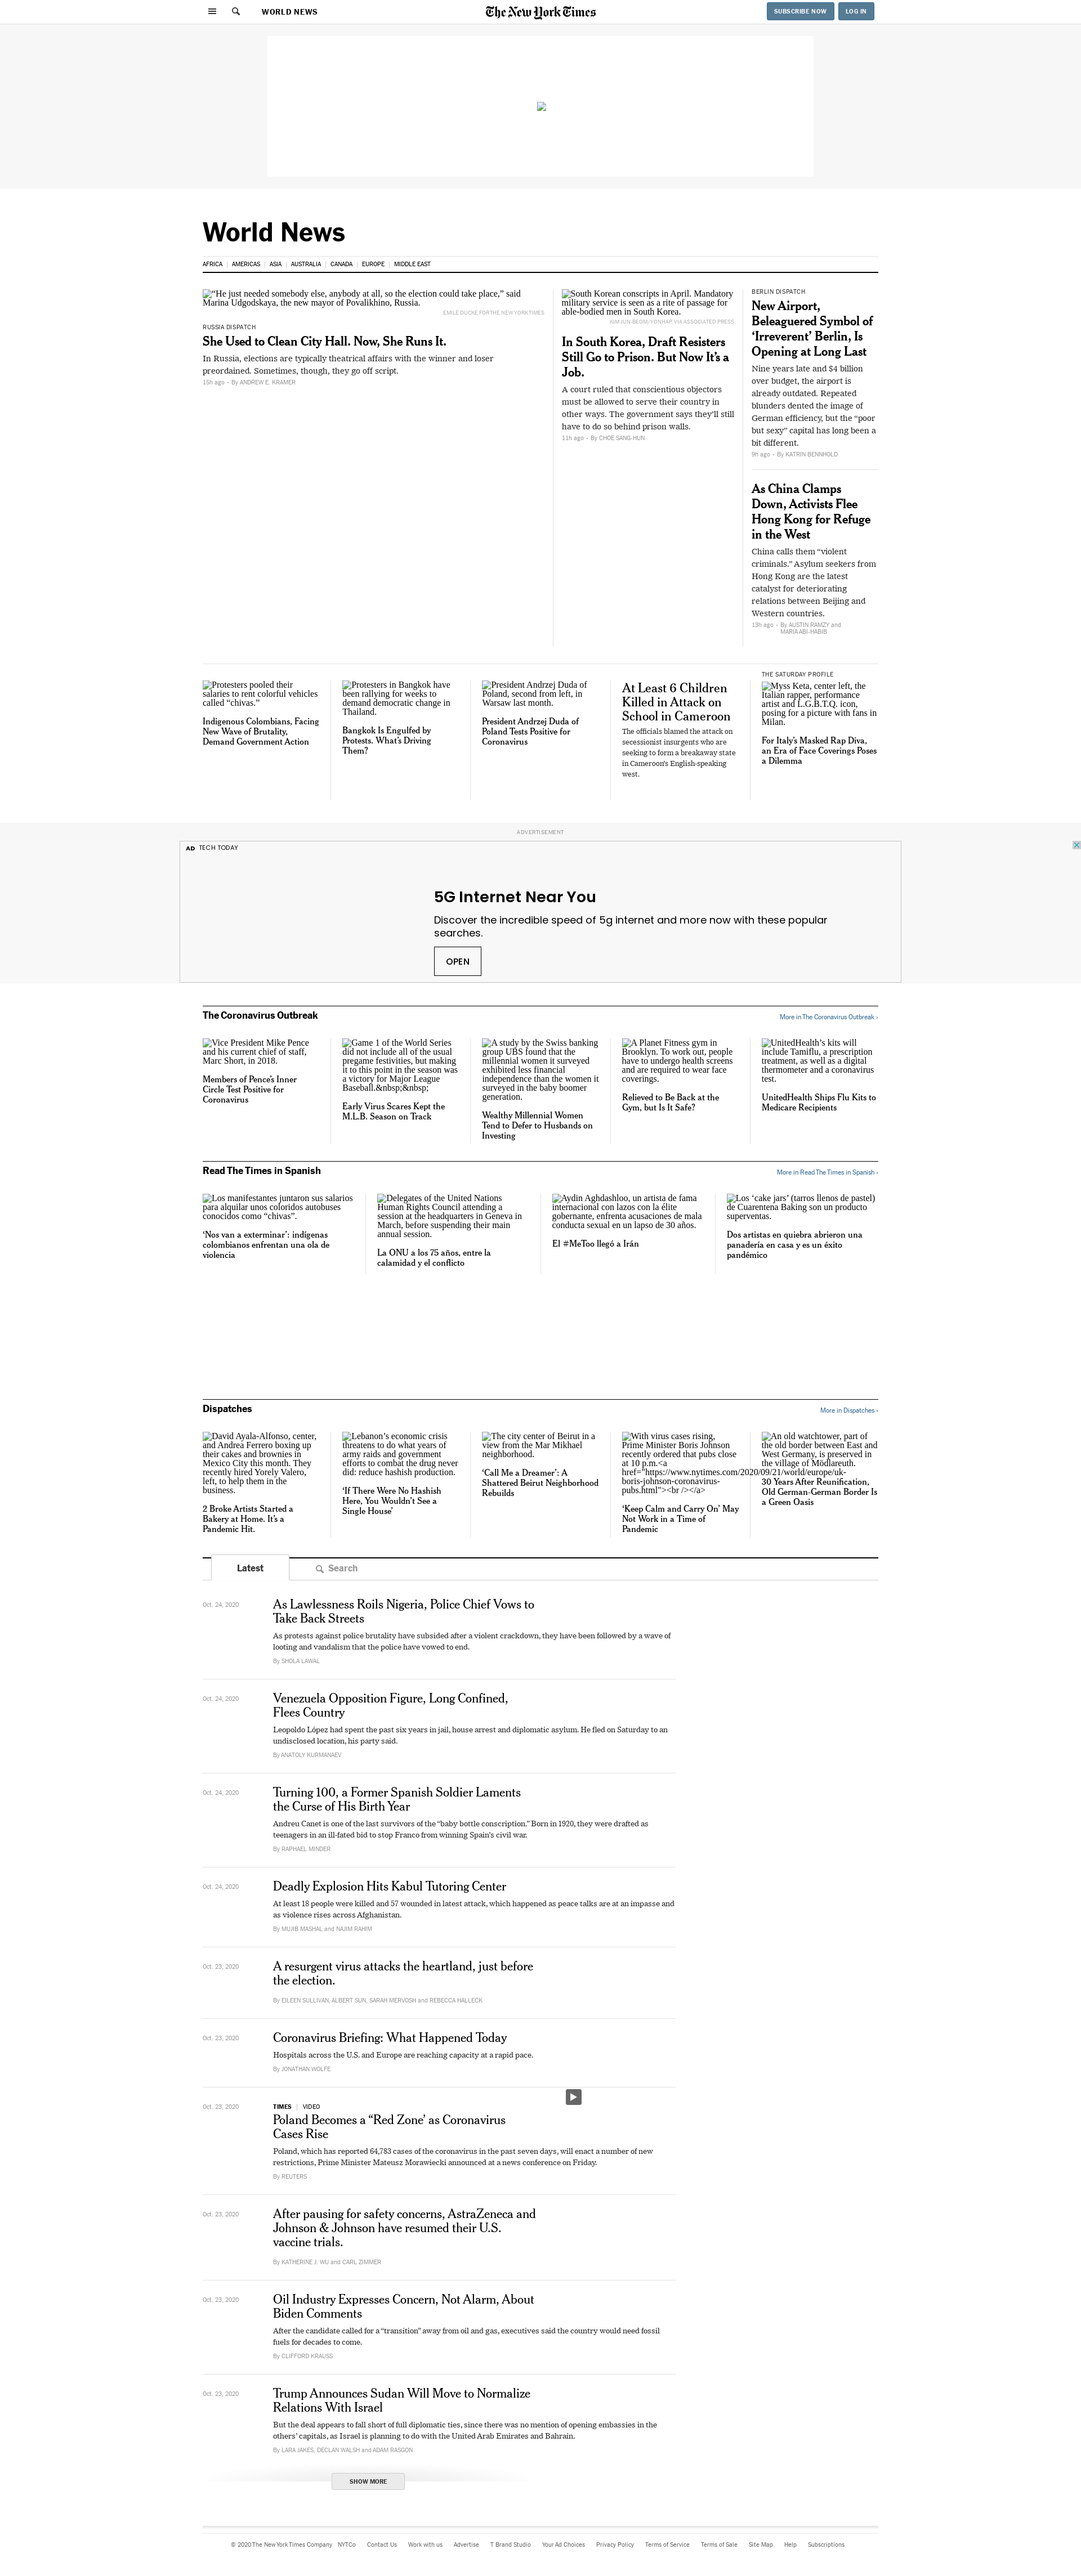 WORLD NEWS
The New York Times
SUBSCRIBE NOW
LOG IN
World News
AFRICA
AMERICAS
ASIA
AUSTRALIA
CANADA
EUROPE
MIDDLE EAST
“He just needed somebody else, anybody at all, so the election could take place,” said
Marina Udgodskaya, the new mayor of Povalikhino, Russia.
EMILE DUCKE FOR THE NEW YORK TIMES
RUSSIA DISPATCH
She Used to Clean City Hall. Now, She Runs It.
In Russia, elections are typically theatrical affairs with the winner and loser
preordained. Sometimes, though, they go off script.
15h ago • By ANDREW E. KRAMER
South Korean conscripts in April. Mandatory
military service is seen as a rite of passage for
able-bodied men in South Korea.
KIM JUN-BEOM/YONHAP, VIA ASSOCIATED PRESS
In South Korea, Draft Resisters
Still Go to Prison. But Now It’s a
Job.
A court ruled that conscientious objectors
must be allowed to serve their country in
other ways. The government says they’ll still
have to do so behind prison walls.
11h ago • By CHOE SANG-HUN
BERLIN DISPATCH
New Airport,
Beleaguered Symbol of
‘Irreverent’ Berlin, Is
Opening at Long Last
Nine years late and $4 billion
over budget, the airport is
already outdated. Repeated
blunders dented the image of
German efficiency, but the “poor
but sexy” capital has long been a
bit different.
9h ago • By KATRIN BENNHOLD
As China Clamps
Down, Activists Flee
Hong Kong for Refuge
in the West
China calls them “violent
criminals.” Asylum seekers from
Hong Kong are the latest
catalyst for deteriorating
relations between Beijing and
Western countries.
13h ago • By AUSTIN RAMZY and
MARIA ABI-HABIB
Protesters pooled their
salaries to rent colorful vehicles
called “chivas.”
Indigenous Colombians, Facing
New Wave of Brutality,
Demand Government Action
Protesters in Bangkok have
been rallying for weeks to
demand democratic change in
Thailand.
Bangkok Is Engulfed by
Protests. What’s Driving
Them?
President Andrzej Duda of
Poland, second from left, in
Warsaw last month.
President Andrzej Duda of
Poland Tests Positive for
Coronavirus
At Least 6 Children
Killed in Attack on
School in Cameroon
The officials blamed the attack on
secessionist insurgents who are
seeking to form a breakaway state
in Cameroon’s English-speaking
west.
THE SATURDAY PROFILE
Myss Keta, center left, the
Italian rapper, performance
artist and L.G.B.T.Q. icon,
posing for a picture with fans in
Milan.
For Italy’s Masked Rap Diva,
an Era of Face Coverings Poses
a Dilemma
ADVERTISEMENT
AD TECH TODAY
5G Internet Near You
Discover the incredible speed of 5g internet and more now with these popular
searches.
OPEN
The Coronavirus Outbreak
More in The Coronavirus Outbreak ›
Vice President Mike Pence
and his current chief of staff,
Marc Short, in 2018.
Members of Pence’s Inner
Circle Test Positive for
Coronavirus
Game 1 of the World Series
did not include all of the usual
pregame festivities, but making
it to this point in the season was
a victory for Major League
Baseball.&nbsp;&nbsp;
Early Virus Scares Kept the
M.L.B. Season on Track
A study by the Swiss banking
group UBS found that the
millennial women it surveyed
exhibited less financial
independence than the women it
surveyed in the baby boomer
generation.
Wealthy Millennial Women
Tend to Defer to Husbands on
Investing
A Planet Fitness gym in
Brooklyn. To work out, people
have to undergo health screens
and are required to wear face
coverings.
Relieved to Be Back at the
Gym, but Is It Safe?
UnitedHealth’s kits will
include Tamiflu, a prescription
treatment, as well as a digital
thermometer and a coronavirus
test.
UnitedHealth Ships Flu Kits to
Medicare Recipients
Read The Times in Spanish
More in Read The Times in Spanish ›
Los manifestantes juntaron sus salarios
para alquilar unos coloridos autobuses
conocidos como “chivas”.
‘Nos van a exterminar’: indígenas
colombianos enfrentan una ola de
violencia
Delegates of the United Nations
Human Rights Council attending a
session at the headquarters in Geneva in
March, before suspending their main
annual session.
La ONU a los 75 años, entre la
calamidad y el conflicto
Aydin Aghdashloo, un artista de fama
internacional con lazos con la élite
gobernante, enfrenta acusaciones de mala
conducta sexual en un lapso de 30 años.
El #MeToo llegó a Irán
Los ‘cake jars’ (tarros llenos de pastel)
de Cuarentena Baking son un producto
superventas.
Dos artistas en quiebra abrieron una
panadería en casa y es un éxito
pandémico
Dispatches
More in Dispatches ›
David Ayala-Alfonso, center,
and Andrea Ferrero boxing up
their cakes and brownies in
Mexico City this month. They
recently hired Yorely Valero,
left, to help them in the
business.
2 Broke Artists Started a
Bakery at Home. It’s a
Pandemic Hit.
Lebanon’s economic crisis
threatens to do what years of
army raids and government
efforts to combat the drug never
did: reduce hashish production.
‘If There Were No Hashish
Here, You Wouldn’t See a
Single House’
The city center of Beirut in a
view from the Mar Mikhael
neighborhood.
‘Call Me a Dreamer’: A
Shattered Beirut Neighborhood
Rebuilds
With virus cases rising,
Prime Minister Boris Johnson
recently ordered that pubs close
at 10 p.m.<a
href="https://www.nytimes.com/2020/09/21/world/europe/uk-
boris-johnson-coronavirus-
pubs.html"><br /></a>
‘Keep Calm and Carry On’ May
Not Work in a Time of
Pandemic
An old watchtower, part of
the old border between East and
West Germany, is preserved in
the village of Mödlareuth.
30 Years After Reunification,
Old German-German Border Is
a Green Oasis
Latest
Search
Oct. 24, 2020
As Lawlessness Roils Nigeria, Police Chief Vows to
Take Back Streets
As protests against police brutality have subsided after a violent crackdown, they have been followed by a wave of
looting and vandalism that the police have vowed to end.
By SHOLA LAWAL
Oct. 24, 2020
Venezuela Opposition Figure, Long Confined,
Flees Country
Leopoldo López had spent the past six years in jail, house arrest and diplomatic asylum. He fled on Saturday to an
undisclosed location, his party said.
By ANATOLY KURMANAEV
Oct. 24, 2020
Turning 100, a Former Spanish Soldier Laments
the Curse of His Birth Year
Andreu Canet is one of the last survivors of the “baby bottle conscription.” Born in 1920, they were drafted as
teenagers in an ill-fated bid to stop Franco from winning Spain’s civil war.
By RAPHAEL MINDER
Oct. 24, 2020
Deadly Explosion Hits Kabul Tutoring Center
At least 18 people were killed and 57 wounded in latest attack, which happened as peace talks are at an impasse and
as violence rises across Afghanistan.
By MUJIB MASHAL and NAJIM RAHIM
Oct. 23, 2020
A resurgent virus attacks the heartland, just before
the election.
By EILEEN SULLIVAN, ALBERT SUN, SARAH MERVOSH and REBECCA HALLECK
Oct. 23, 2020
Coronavirus Briefing: What Happened Today
Hospitals across the U.S. and Europe are reaching capacity at a rapid pace.
By JONATHAN WOLFE
Oct. 23, 2020
TIMES | VIDEO
Poland Becomes a “Red Zone’ as Coronavirus
Cases Rise
Poland, which has reported 64,783 cases of the coronavirus in the past seven days, will enact a number of new
restrictions, Prime Minister Mateusz Morawiecki announced at a news conference on Friday.
By REUTERS
Oct. 23, 2020
After pausing for safety concerns, AstraZeneca and
Johnson & Johnson have resumed their U.S.
vaccine trials.
By KATHERINE J. WU and CARL ZIMMER
Oct. 23, 2020
Oil Industry Expresses Concern, Not Alarm, About
Biden Comments
After the candidate called for a “transition” away from oil and gas, executives said the country would need fossil
fuels for decades to come.
By CLIFFORD KRAUSS
Oct. 23, 2020
Trump Announces Sudan Will Move to Normalize
Relations With Israel
But the deal appears to fall short of full diplomatic ties, since there was no mention of opening embassies in the
others’ capitals, as Israel is planning to do with the United Arab Emirates and Bahrain.
By LARA JAKES, DECLAN WALSH and ADAM RASGON
SHOW MORE
© 2020 The New York Times Company
NYTCo
Contact Us
Work with us
Advertise
T Brand Studio
Your Ad Choices
Privacy Policy
Terms of Service
Terms of Sale
Site Map
Help
Subscriptions